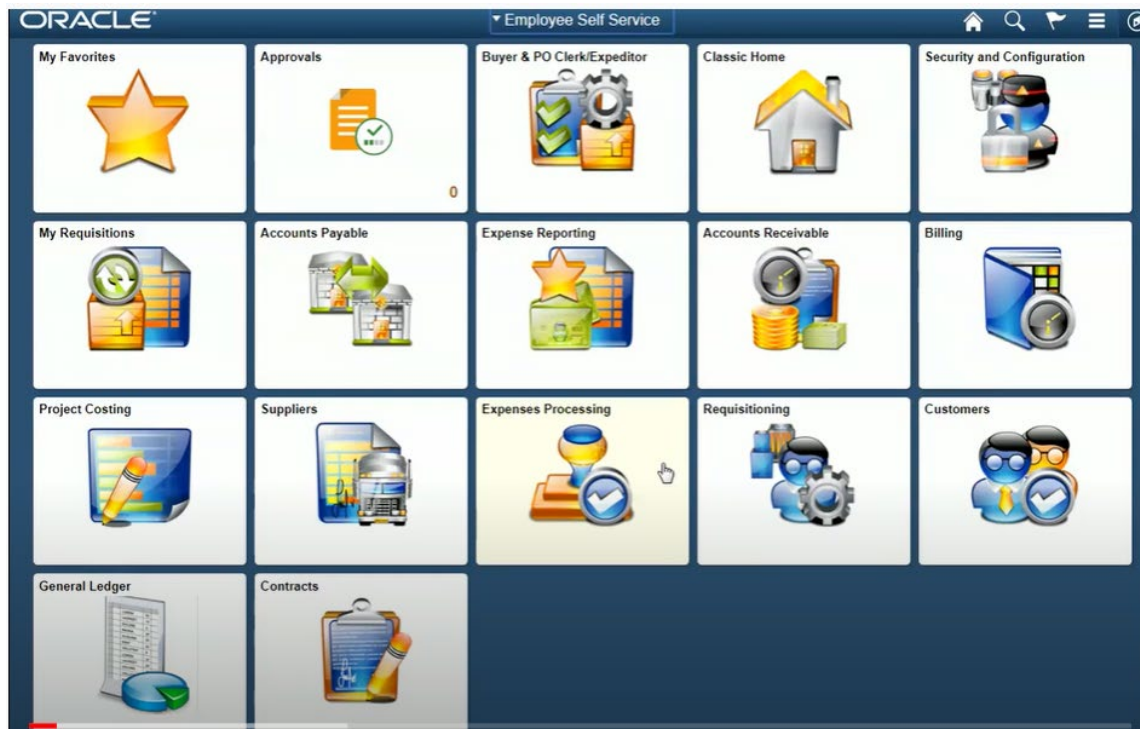 ORACLE
Employee Self Service
My Favorites
Approvals
Buyer & PO Clerk/Expeditor
Classic Home
Security and Configuration
0
My Requisitions
Accounts Payable
Expense Reporting
Accounts Receivable
Billing
Project Costing
Suppliers
Expenses Processing
Requisitioning
Customers
General Ledger
Contracts